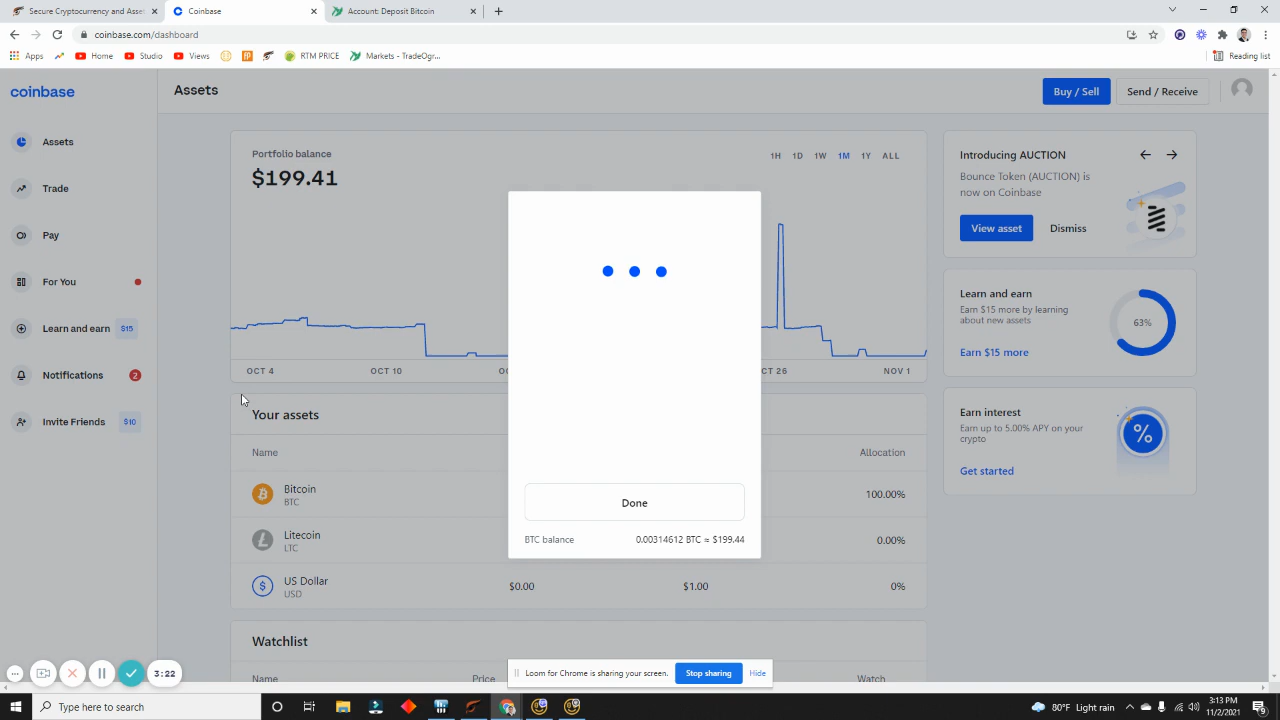 Secure Cryptocurrency and Asse
Coinbase
Account: Deposit Bitcoin
coinbase.com/dashboard
Apps
Home
Studio
Views
RTM PRICE
Markets - TradeOgr...
Reading list
coinbase
Assets
Buy / Sell
Send / Receive
Assets
Trade
Pay
For You
Learn and earn
$15
Notifications
2
Invite Friends
$10
Portfolio balance
$199.41
1H
1D
1W
1M
1Y
ALL
OCT 4
OCT 10
OC
CT 26
NOV 1
Your assets
Name
Allocation
Bitcoin
BTC
100.00%
Litecoin
LTC
0.00%
US Dollar
USD
$0.00
$1.00
0%
Watchlist
Name
Price
Watch
Done
BTC balance
0.00314612 BTC ≈ $199.44
Introducing AUCTION
Bounce Token (AUCTION) is
now on Coinbase
View asset
Dismiss
Learn and earn
Earn $15 more by learning
about new assets
Earn $15 more
63%
Earn interest
Earn up to 5.00% APY on your
crypto
Get started
%
3:22
Loom for Chrome is sharing your screen.
Stop sharing
Hide
Type here to search
80°F Light rain
3:13 PM
11/2/2021
9